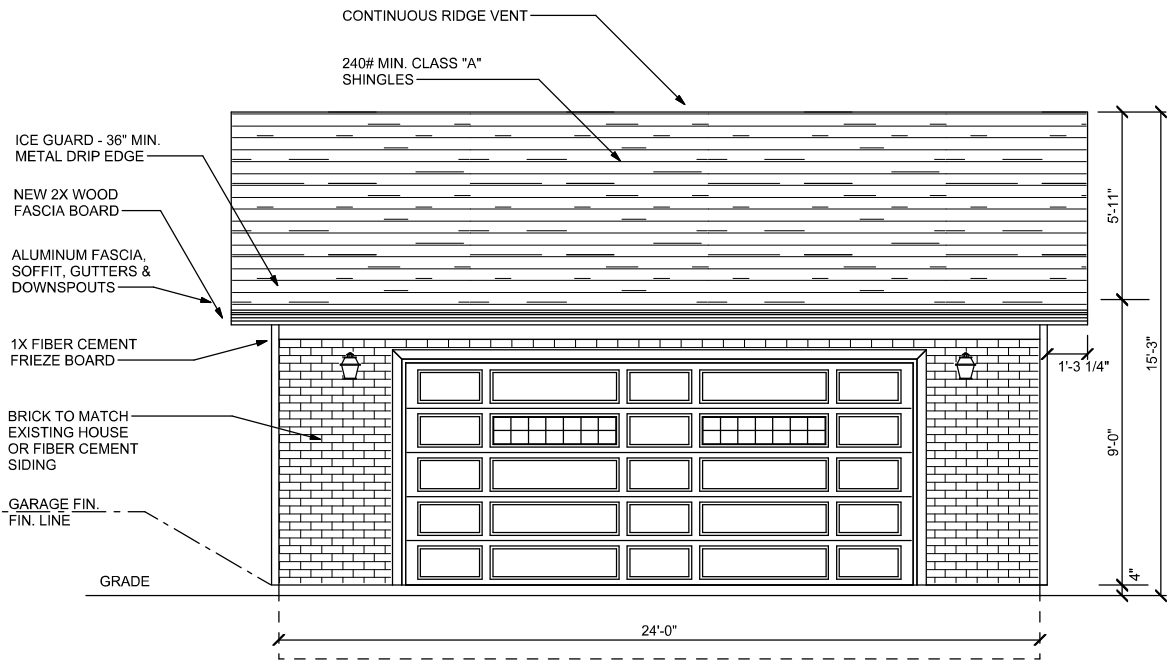 CONTINUOUS RIDGE VENT
240# MIN. CLASS "A"
SHINGLES
ICE GUARD - 36" MIN.
METAL DRIP EDGE
NEW 2X WOOD
FASCIA BOARD
ALUMINUM FASCIA,
SOFFIT, GUTTERS &
DOWNSPOUTS
1X FIBER CEMENT
FRIEZE BOARD
BRICK TO MATCH
EXISTING HOUSE
OR FIBER CEMENT
SIDING
GARAGE FIN.
FIN. LINE
GRADE
24'-0"
5'-11"
1'-3 1/4"
15'-3"
9'-0"
4"